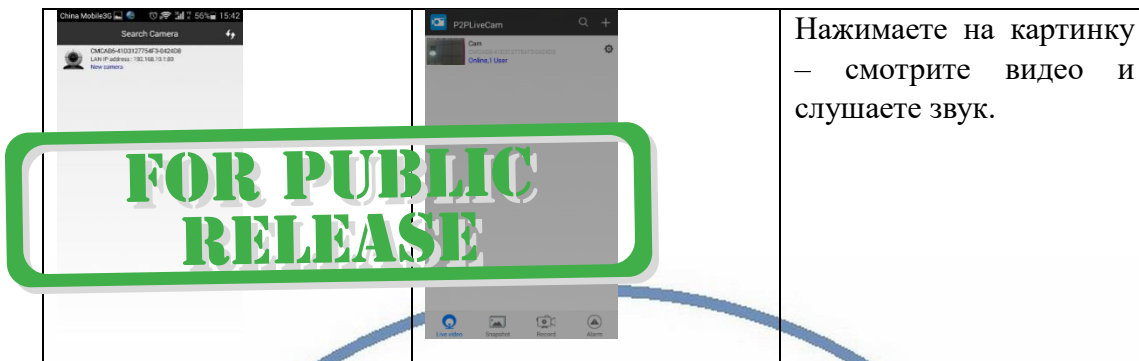 China Mobile3G 56% 15:42
Search Camera
LAN IP address: 192.168.10.1.89
New camera
P2PLiveCam
Cam
Online,1 User
Live video Snapshot Record Alarm
Нажимаете на картинку
– смотрите видео и
слушаете звук.
FOR PUBLIC
RELEASE